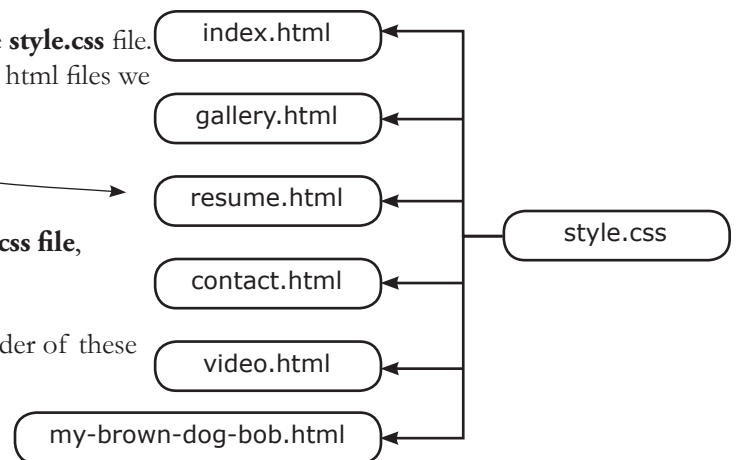 style.css file.
html files we
css file,
der of these
index.html
gallery.html
resume.html
contact.html
video.html
my-brown-dog-bob.html
style.css